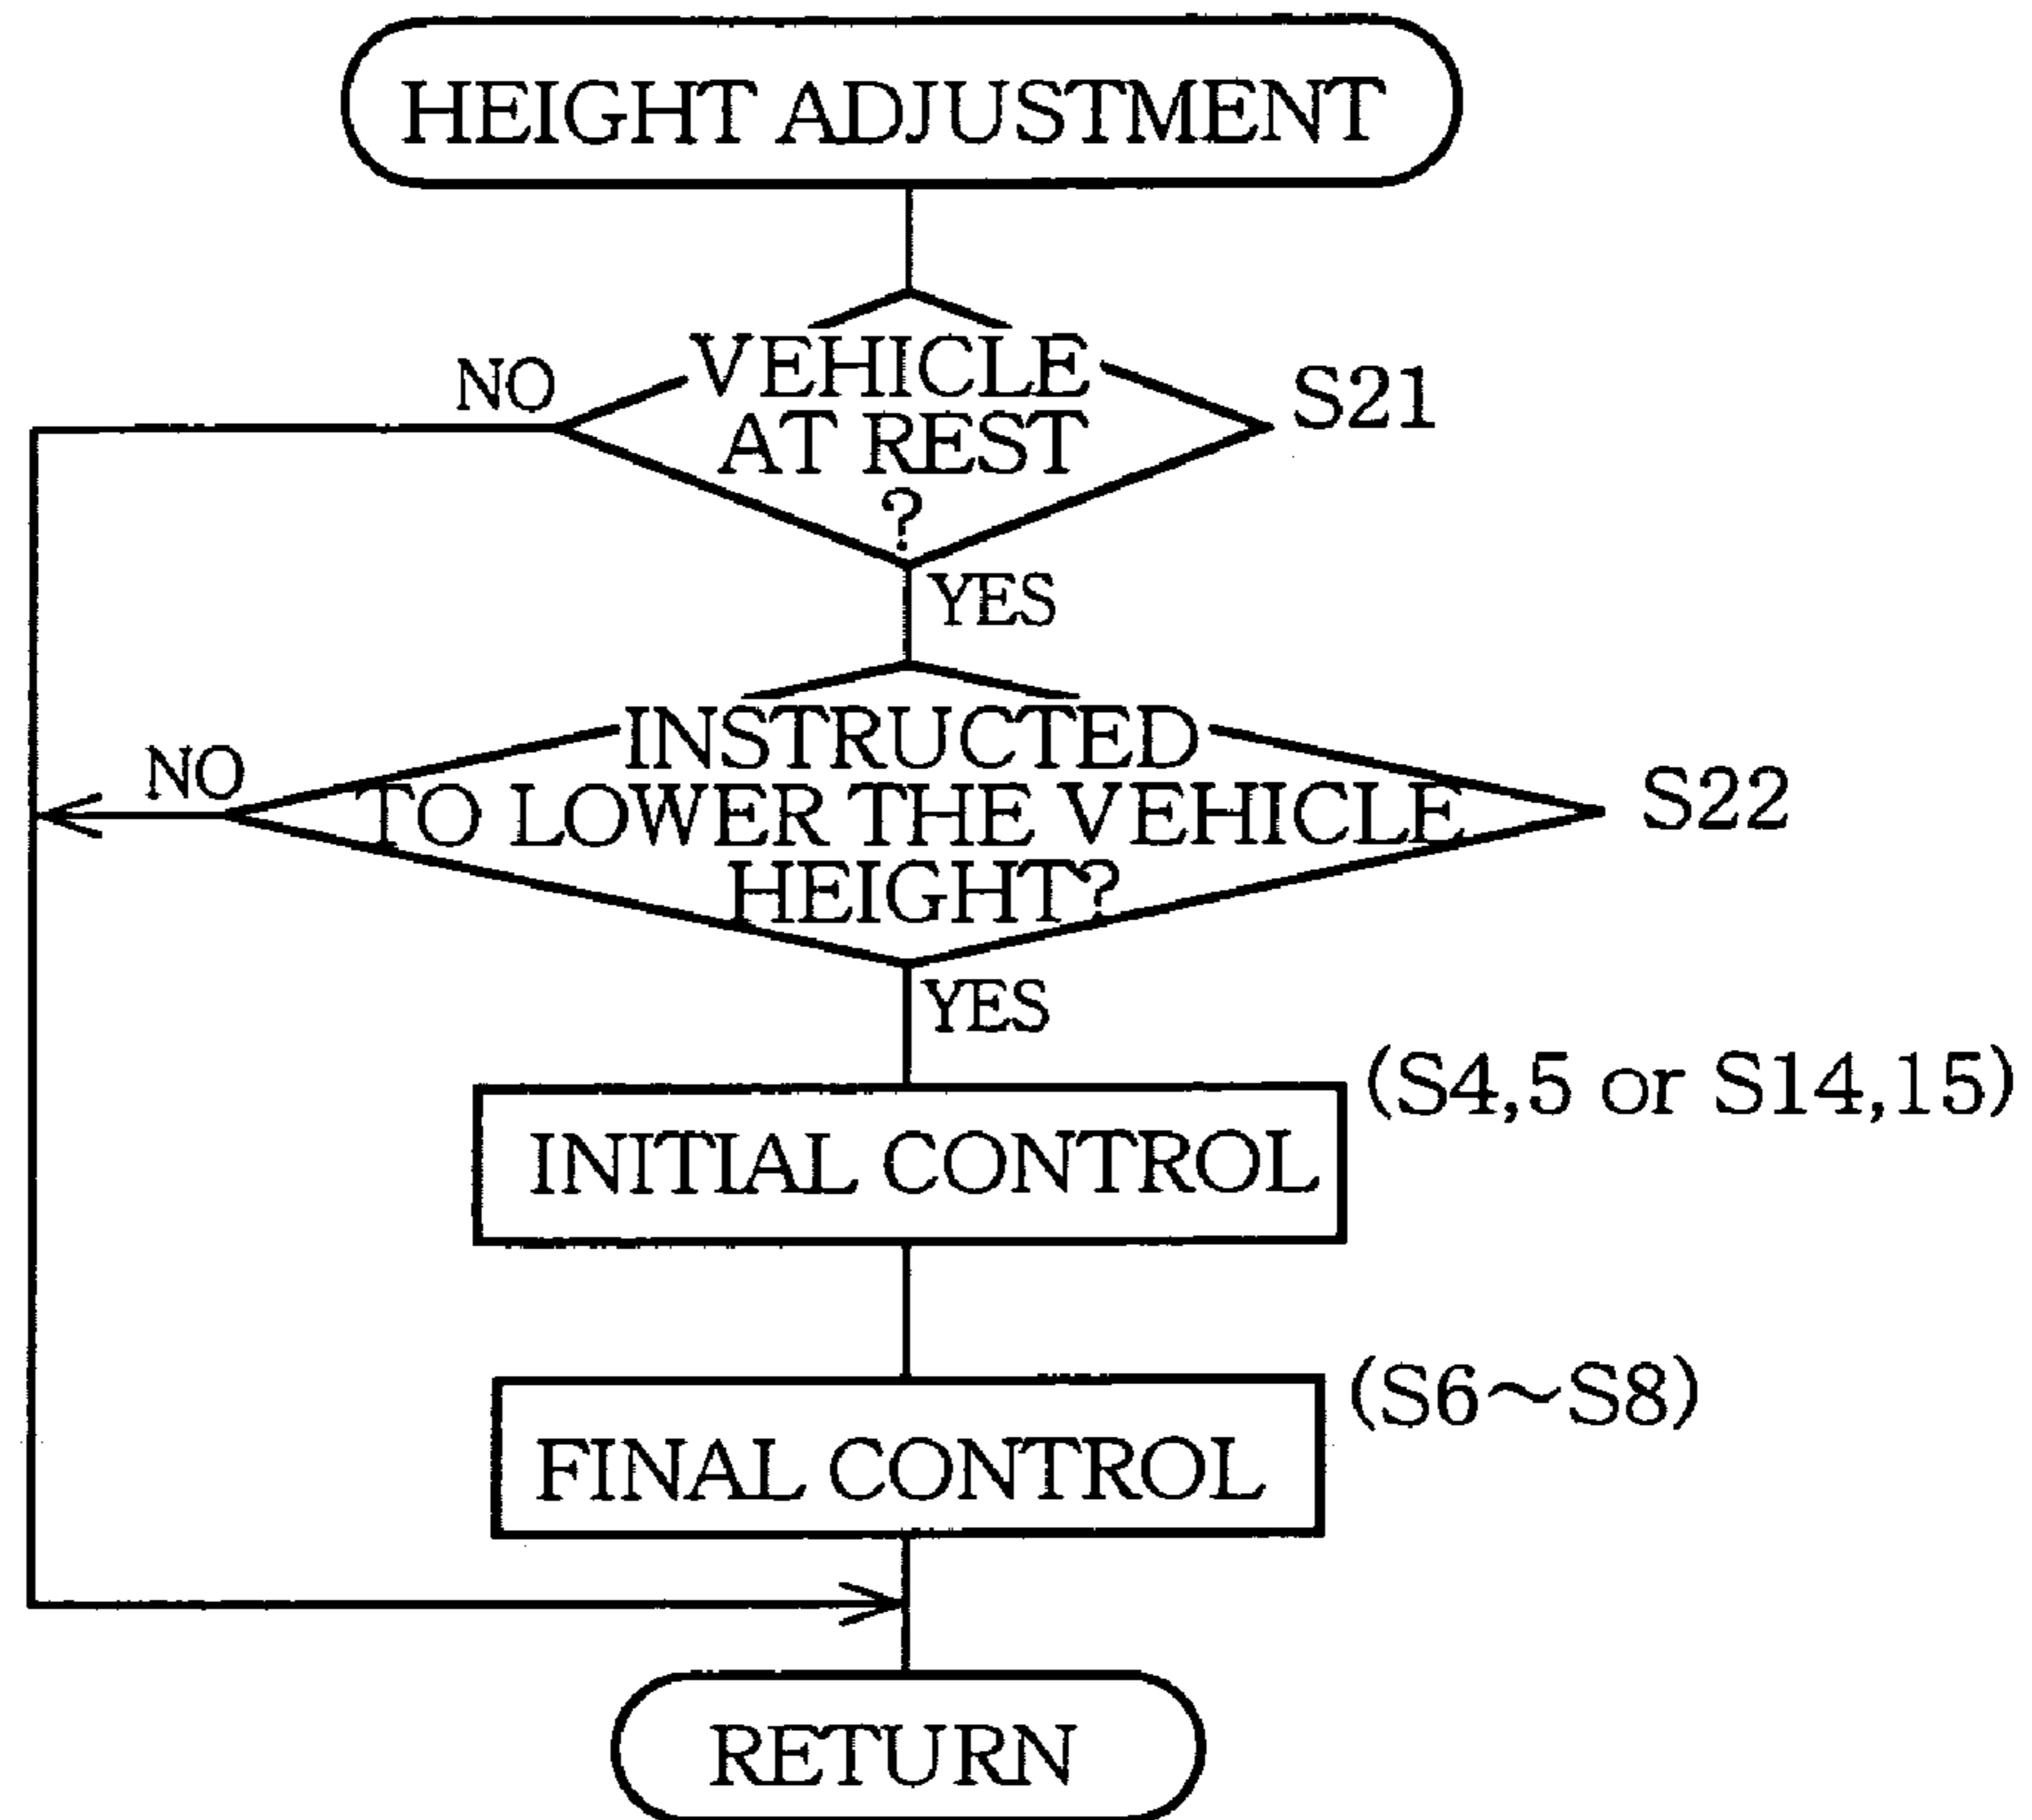 HEIGHT ADJUSTMENT
VEHICLE
AT REST
?
NO
S21
YES
INSTRUCTED
TO LOWER THE VEHICLE
HEIGHT?
NO
S22
YES
(S4,5 or S14,15)
INITIAL CONTROL
(S6～S8)
FINAL CONTROL
RETURN